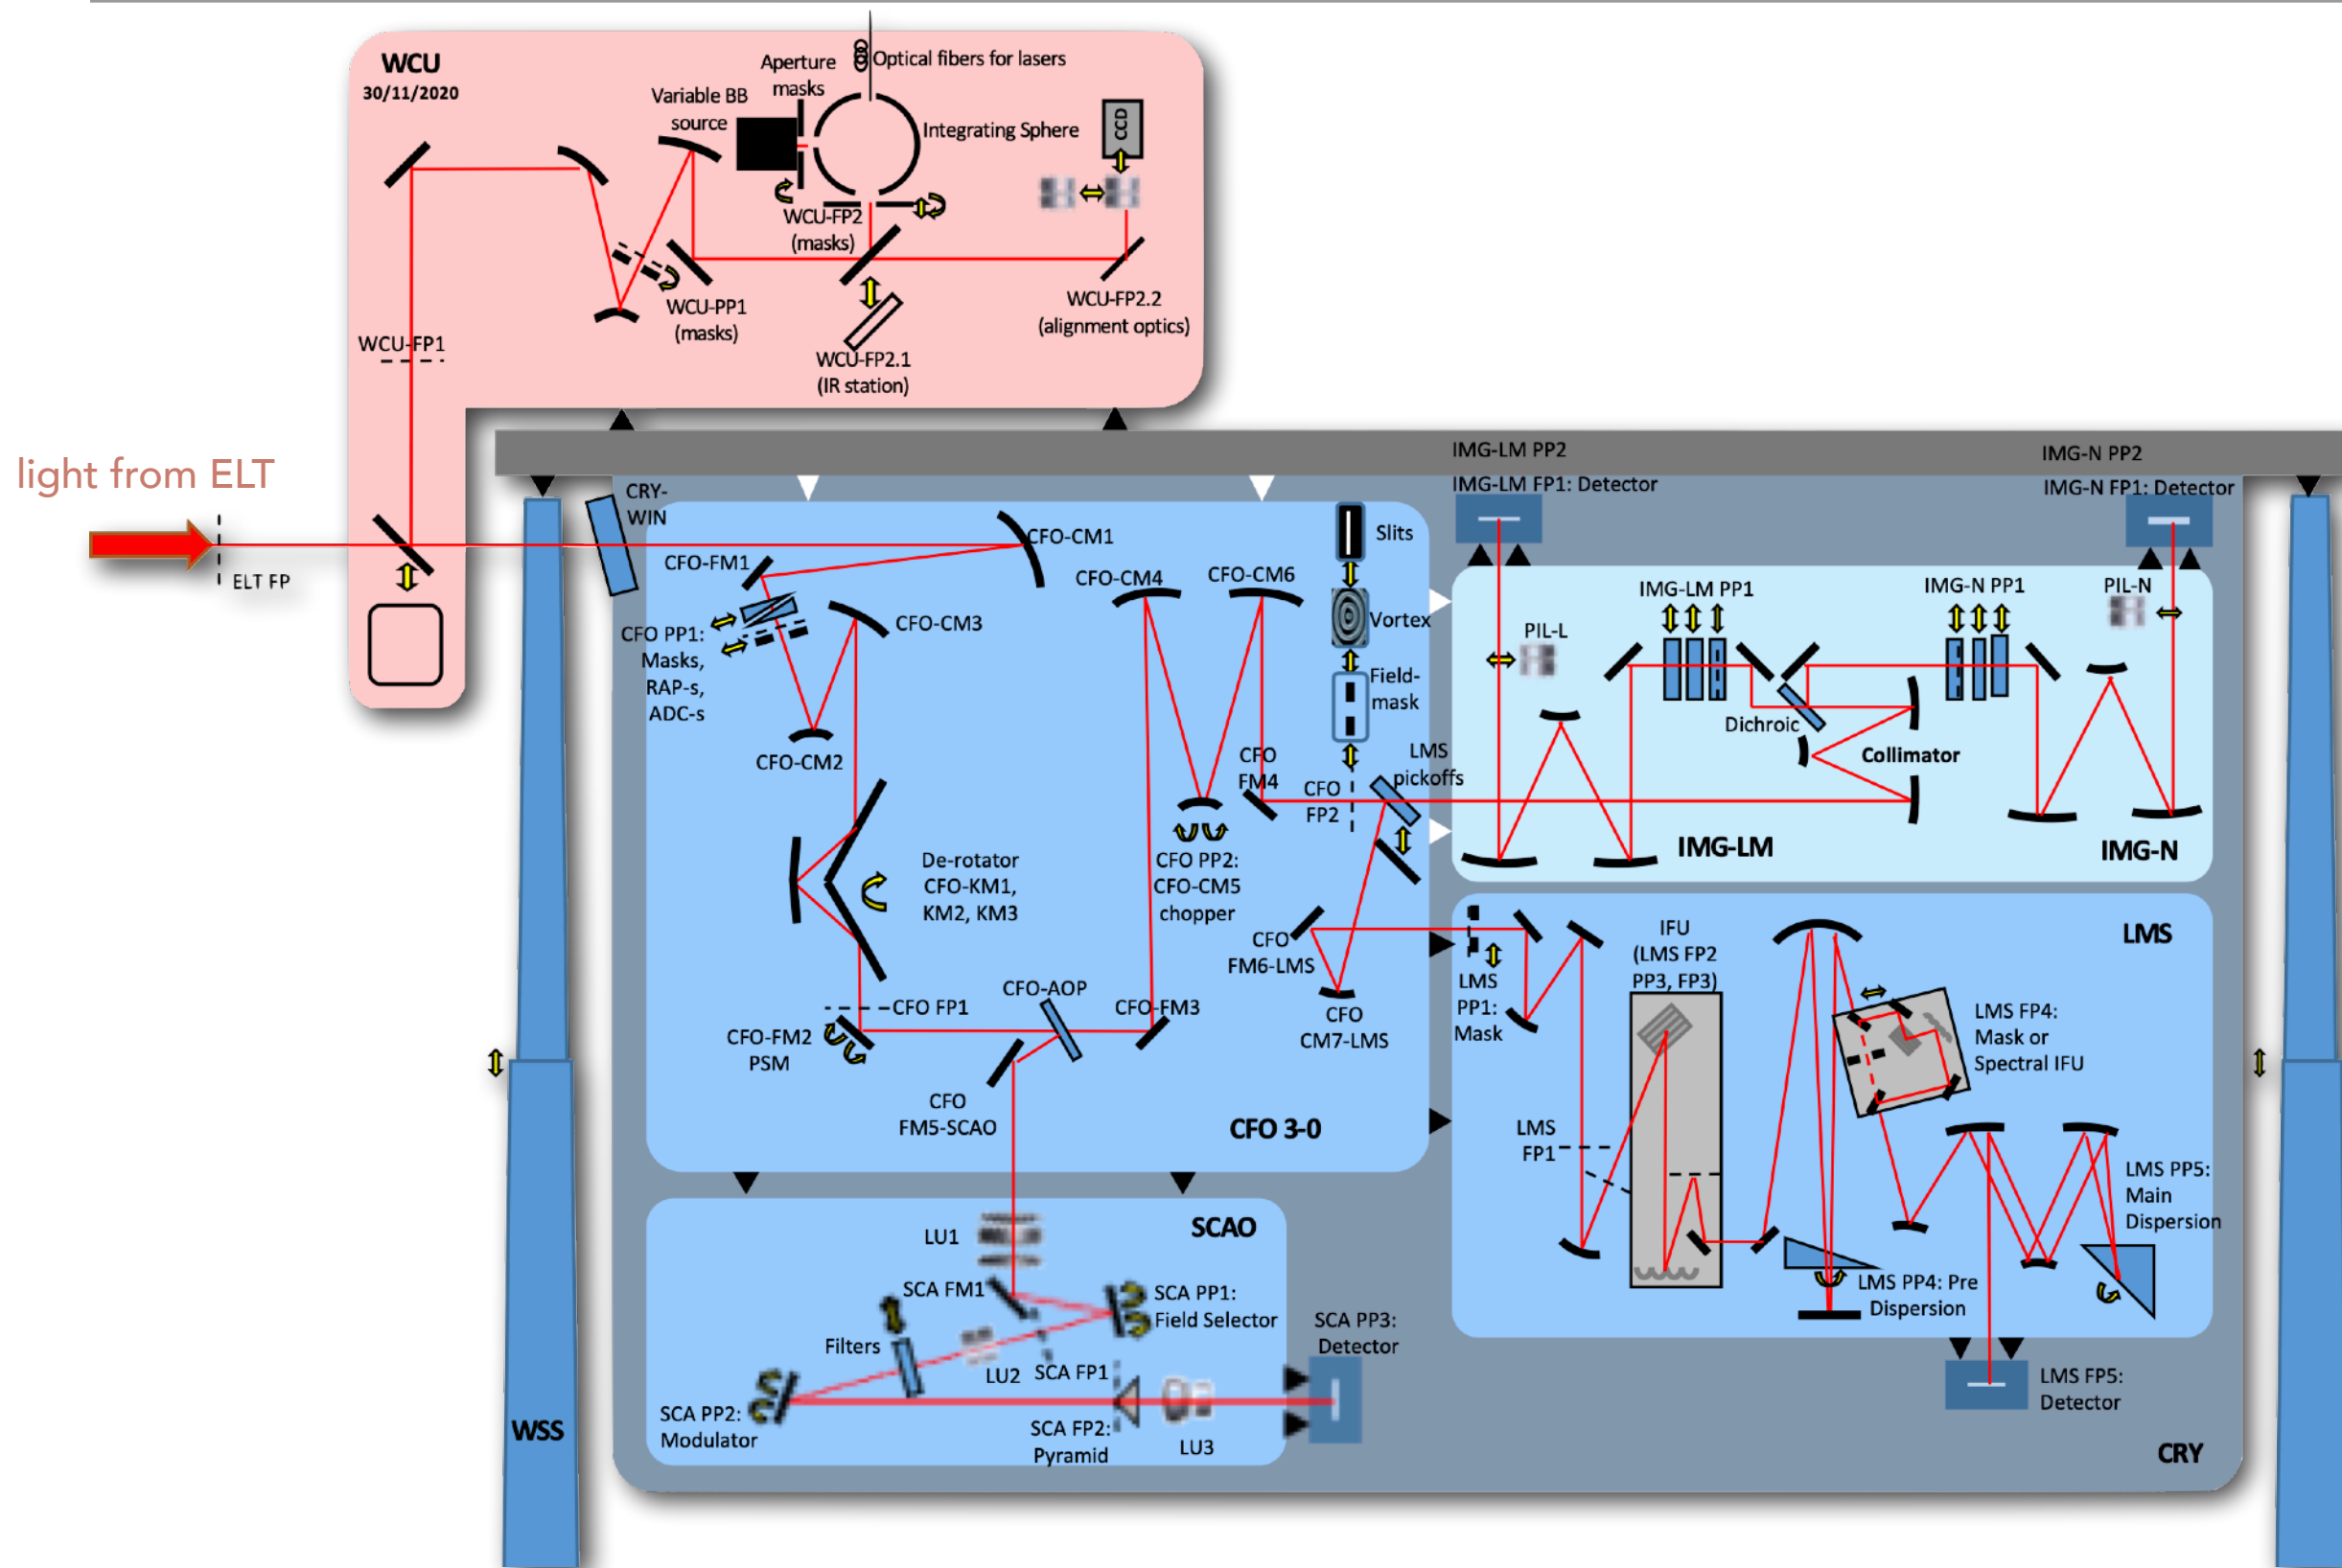 WCU
30/11/2020
Aperture
masks
Optical fibers for lasers
Variable BB
source
Integrating Sphere
CCD
WCU-FP2
(masks)
WCU-PP1
(masks)
WCU-FP2.2
(alignment optics)
WCU-FP1
WCU-FP2.1
(IR station)
light from ELT
ELT FP
CRY-
WIN
IMG-LM PP2
IMG-LM FP1: Detector
IMG-N PP2
IMG-N FP1: Detector
CFO-FM1
CFO-CM1
CFO-CM4
CFO-CM6
Slits
Vortex
Field-
mask
CFO PP1:
Masks,
RAP-s,
ADC-s
CFO-CM3
CFO-CM2
CFO
FM4
CFO
FP2
LMS
pickoffs
De-rotator
CFO-KM1,
KM2, KM3
CFO PP2:
CFO-CM5
chopper
CFO FP1
CFO-AOP
CFO-FM3
CFO-FM2
PSM
CFO
FM5-SCAO
CFO
FM6-LMS
CFO
CM7-LMS
CFO 3-0
PIL-L
IMG-LM PP1
IMG-N PP1
PIL-N
Dichroic
Collimator
IMG-LM
IMG-N
LMS
PP1:
Mask
IFU
(LMS FP2
PP3, FP3)
LMS
LMS FP4:
Mask or
Spectral IFU
LMS
FP1
LMS PP5:
Main
Dispersion
LMS PP4: Pre
Dispersion
LMS FP5:
Detector
SCAO
LU1
SCA FM1
SCA PP1:
Field Selector
Filters
LU2
SCA FP1
SCA PP3:
Detector
SCA PP2:
Modulator
SCA FP2:
Pyramid
LU3
WSS
CRY